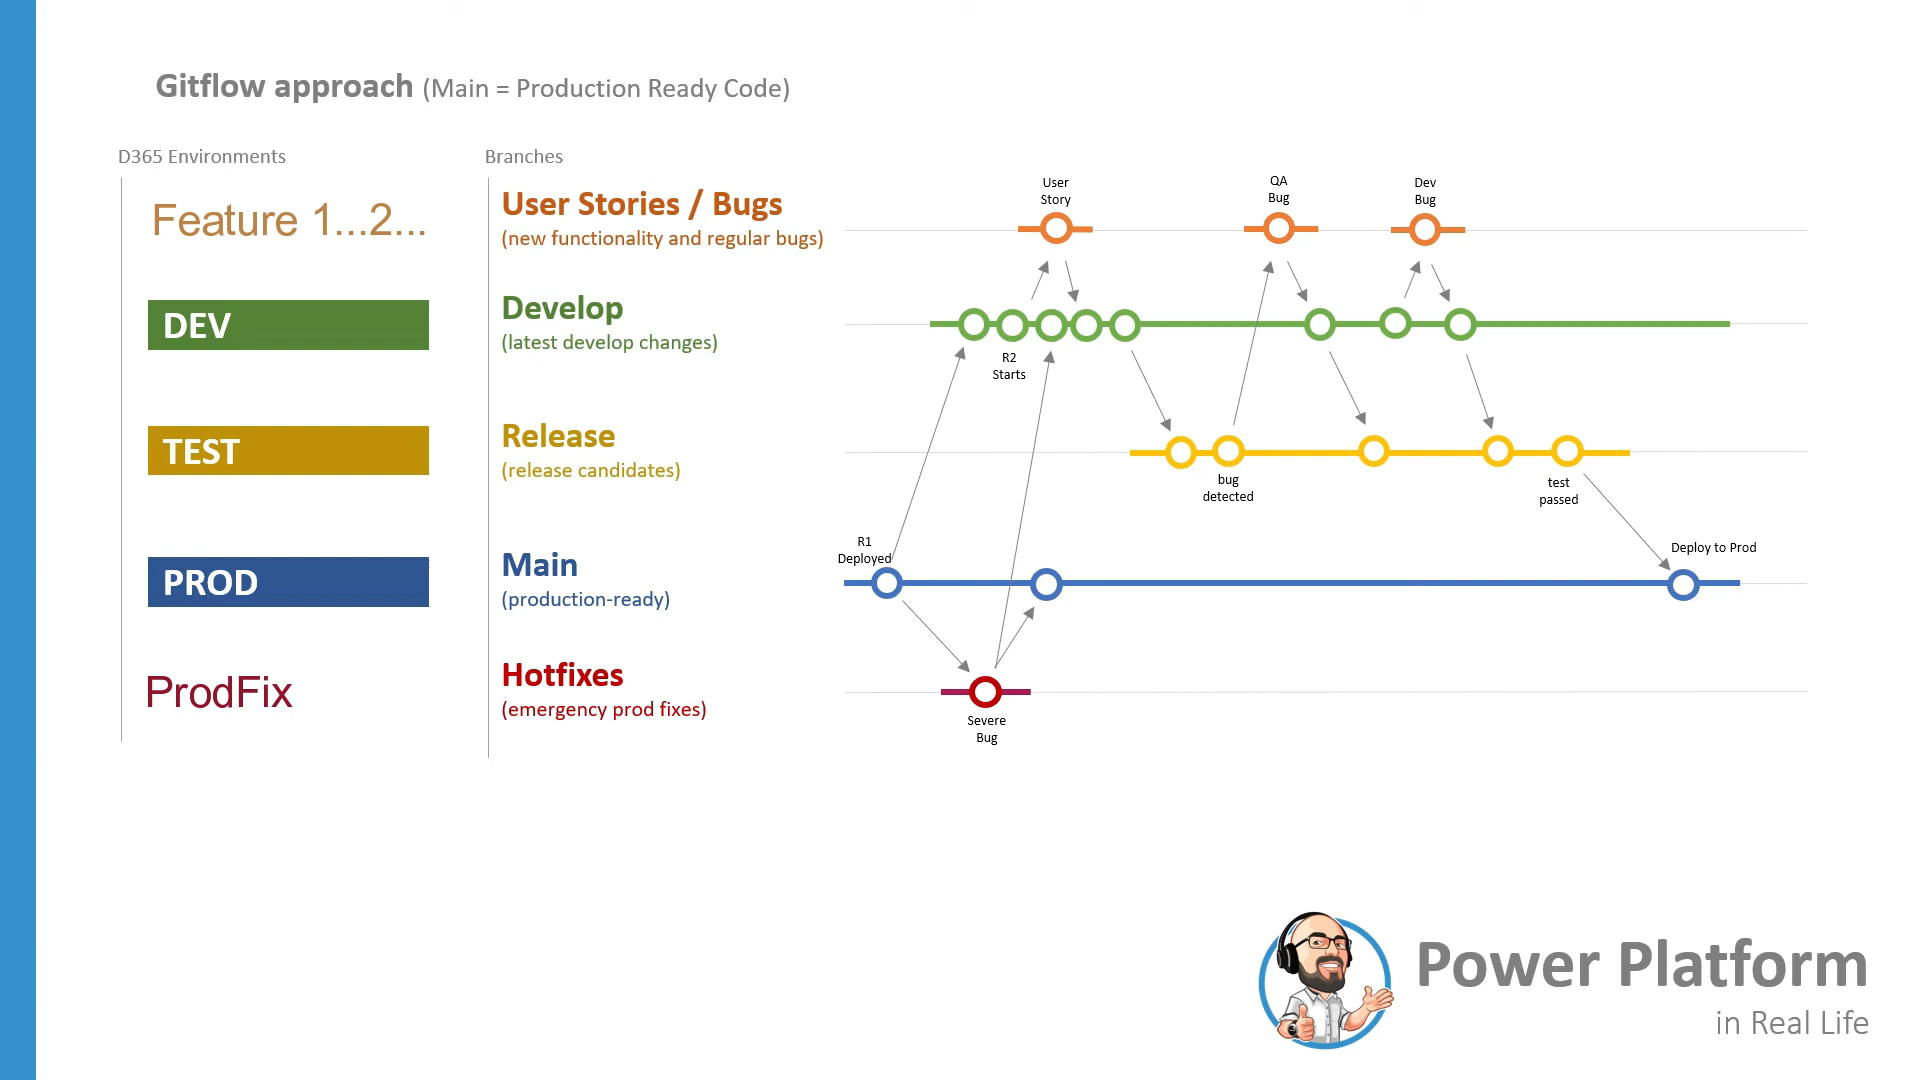 Gitflow approach (Main = Production Ready Code)
D365 Environments
Branches
Feature 1...2...
DEV
TEST
PROD
ProdFix
User Stories / Bugs
(new functionality and regular bugs)
Develop
(latest develop changes)
Release
(release candidates)
Main
(production-ready)
Hotfixes
(emergency prod fixes)
User
Story
QA
Bug
Dev
Bug
R2
Starts
bug
detected
test
passed
R1
Deployed
Deploy to Prod
Severe
Bug
Power Platform
in Real Life